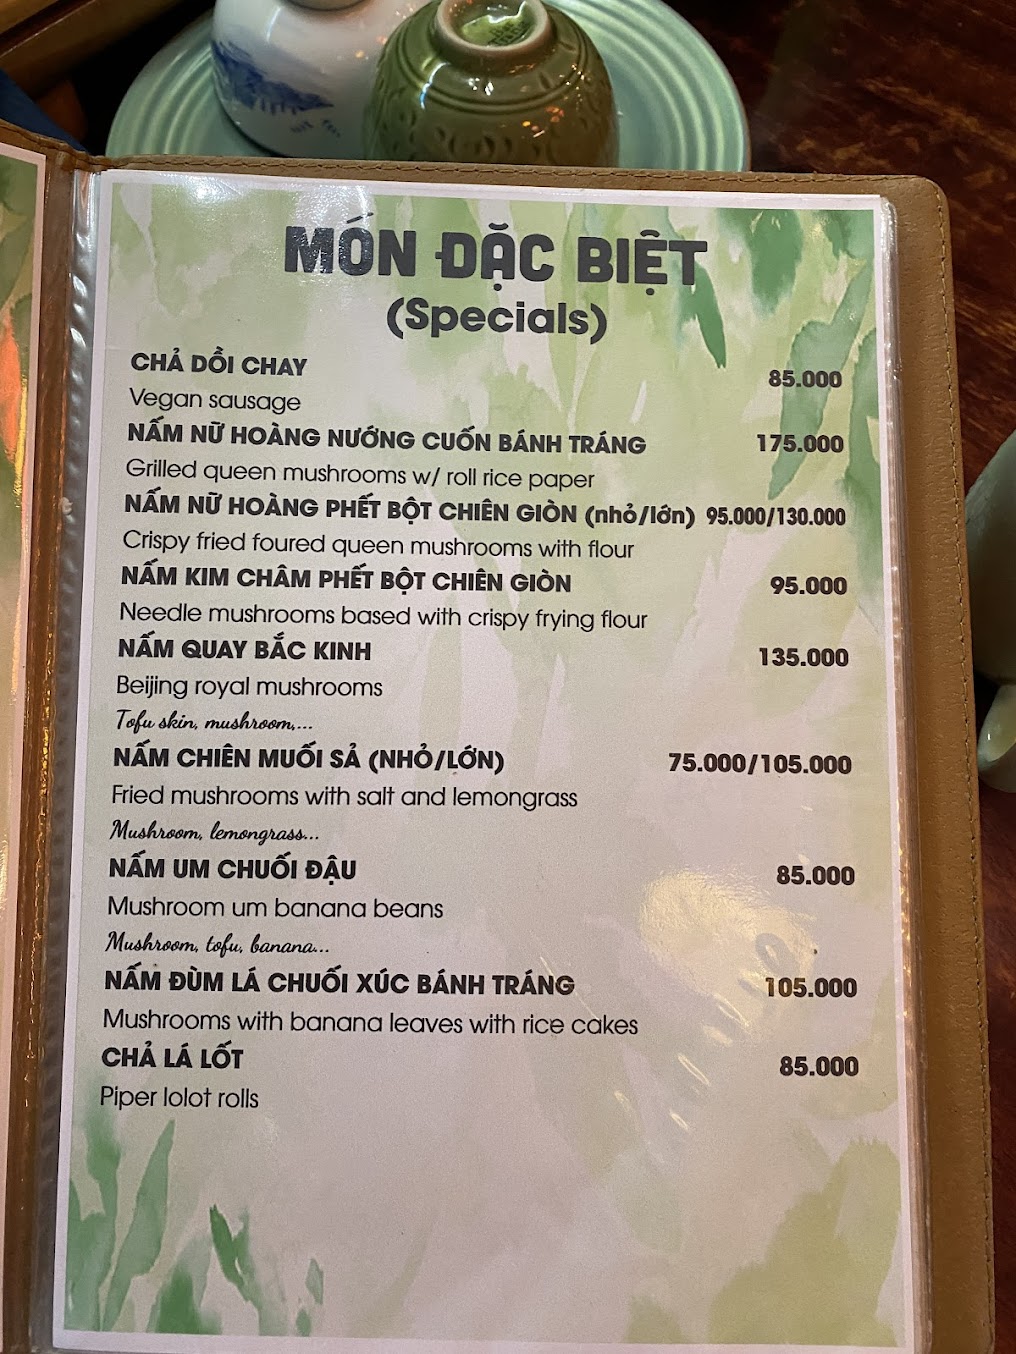 MÓN ĐẶC BIỆT
(Specials)
CHẢ DỒI CHAY 85.000
Vegan sausage
NẤM NỮ HOÀNG NƯỚNG CUỐN BÁNH TRÁNG 175.000
Grilled queen mushrooms w/ roll rice paper
NẤM NỮ HOÀNG PHẾT BỘT CHIÊN GIÒN (nhỏ/lớn) 95.000/130.000
Crispy fried foured queen mushrooms with flour
NẤM KIM CHÂM PHẾT BỘT CHIÊN GIÒN 95.000
Needle mushrooms based with crispy frying flour
NẤM QUAY BẮC KINH 135.000
Beijing royal mushrooms
Tofu skin, mushroom,...
NẤM CHIÊN MUỐI SẢ (NHỎ/LỚN) 75.000/105.000
Fried mushrooms with salt and lemongrass
Mushroom, lemongrass...
NẤM UM CHUỐI ĐẬU 85.000
Mushroom um banana beans
Mushroom, tofu, banana...
NẤM ĐÙM LÁ CHUỐI XÚC BÁNH TRÁNG 105.000
Mushrooms with banana leaves with rice cakes
CHẢ LÁ LỐT 85.000
Piper lolot rolls